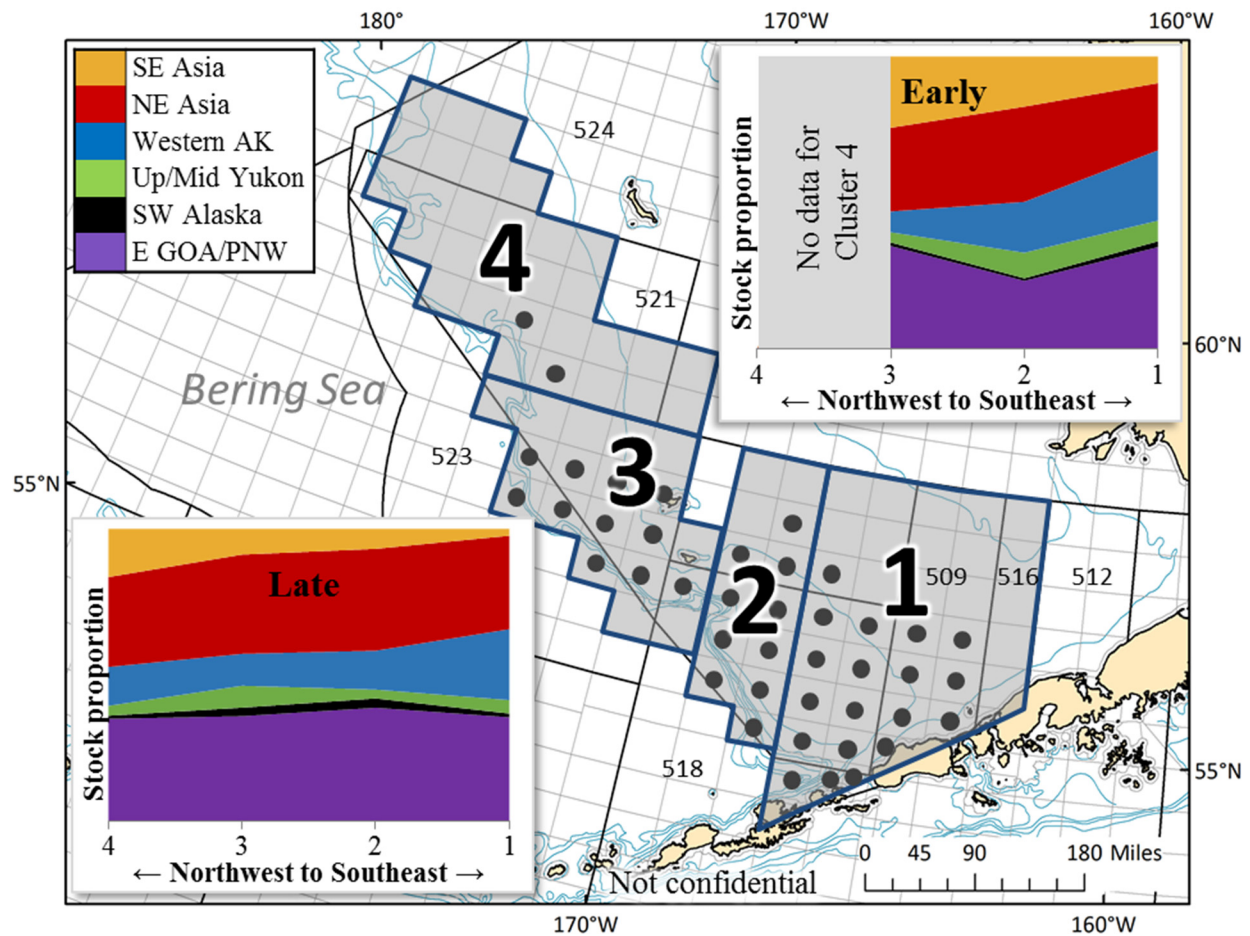 180°
170°W
160°W
SE Asia
NE Asia
Western AK
Up/Mid Yukon
SW Alaska
E GOA/PNW
524
521
523
Bering Sea
4
3
2
1
509
516
512
518
Early
Stock proportion
No data for
Cluster 4
4
3
2
1
← Northwest to Southeast →
60°N
55°N
Late
Stock proportion
4
3
2
1
← Northwest to Southeast →
55°N
0
45
90
180 Miles
Not confidential
170°W
160°W